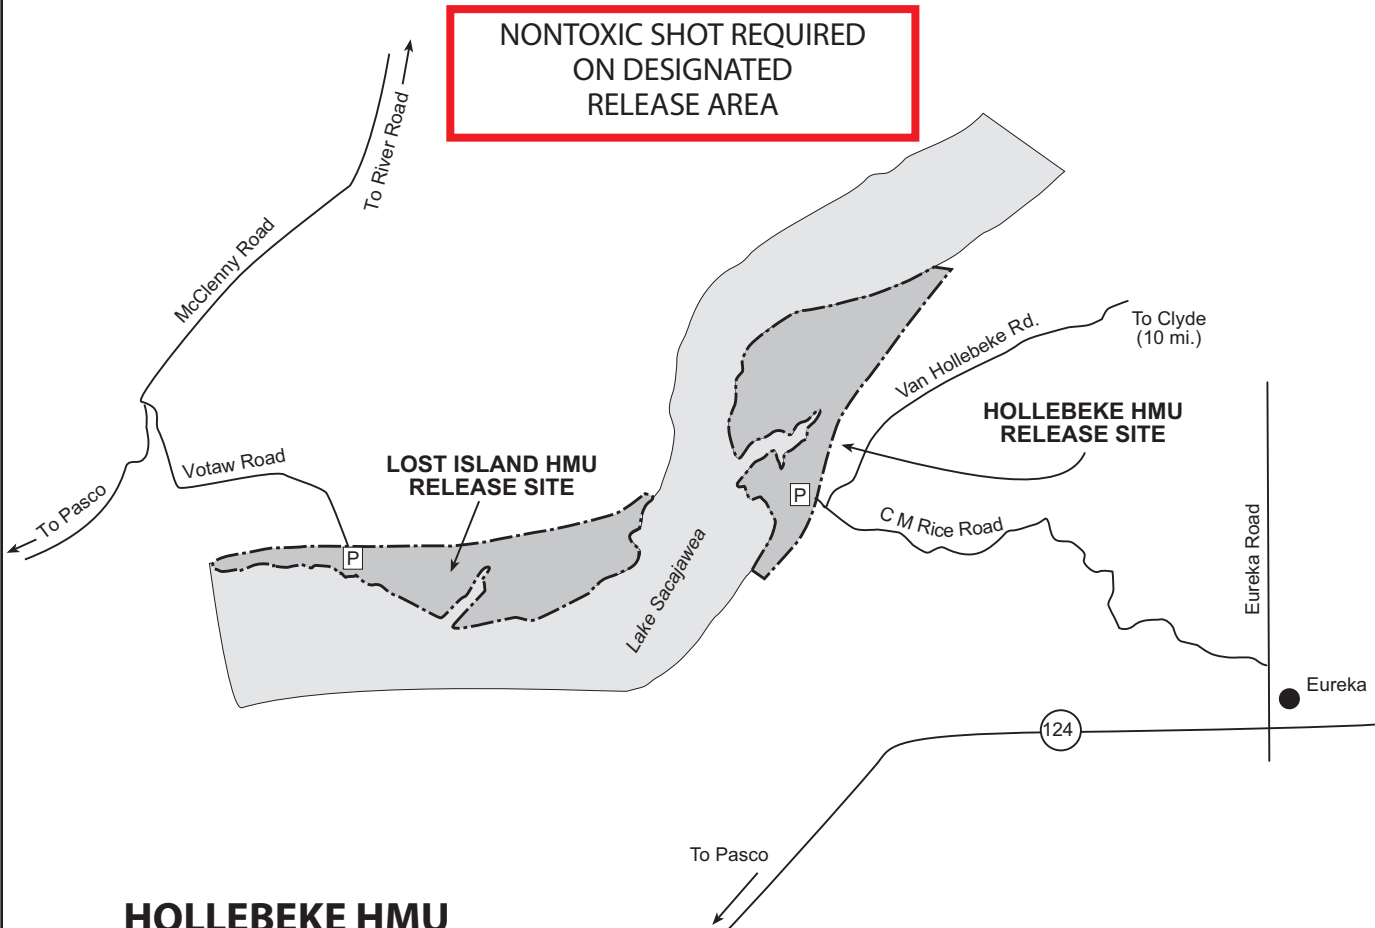 NONTOXIC SHOT REQUIRED
ON DESIGNATED
RELEASE AREA
To River Road
McClenny Road
Van Hollebeke Rd.
To Clyde
(10 mi.)
HOLLEBEKE HMU
RELEASE SITE
Votaw Road
LOST ISLAND HMU
RELEASE SITE
To Pasco
P
P
C M Rice Road
Lake Sacajawea
Eureka Road
Eureka
124
To Pasco
HOLLEBEKE HMU